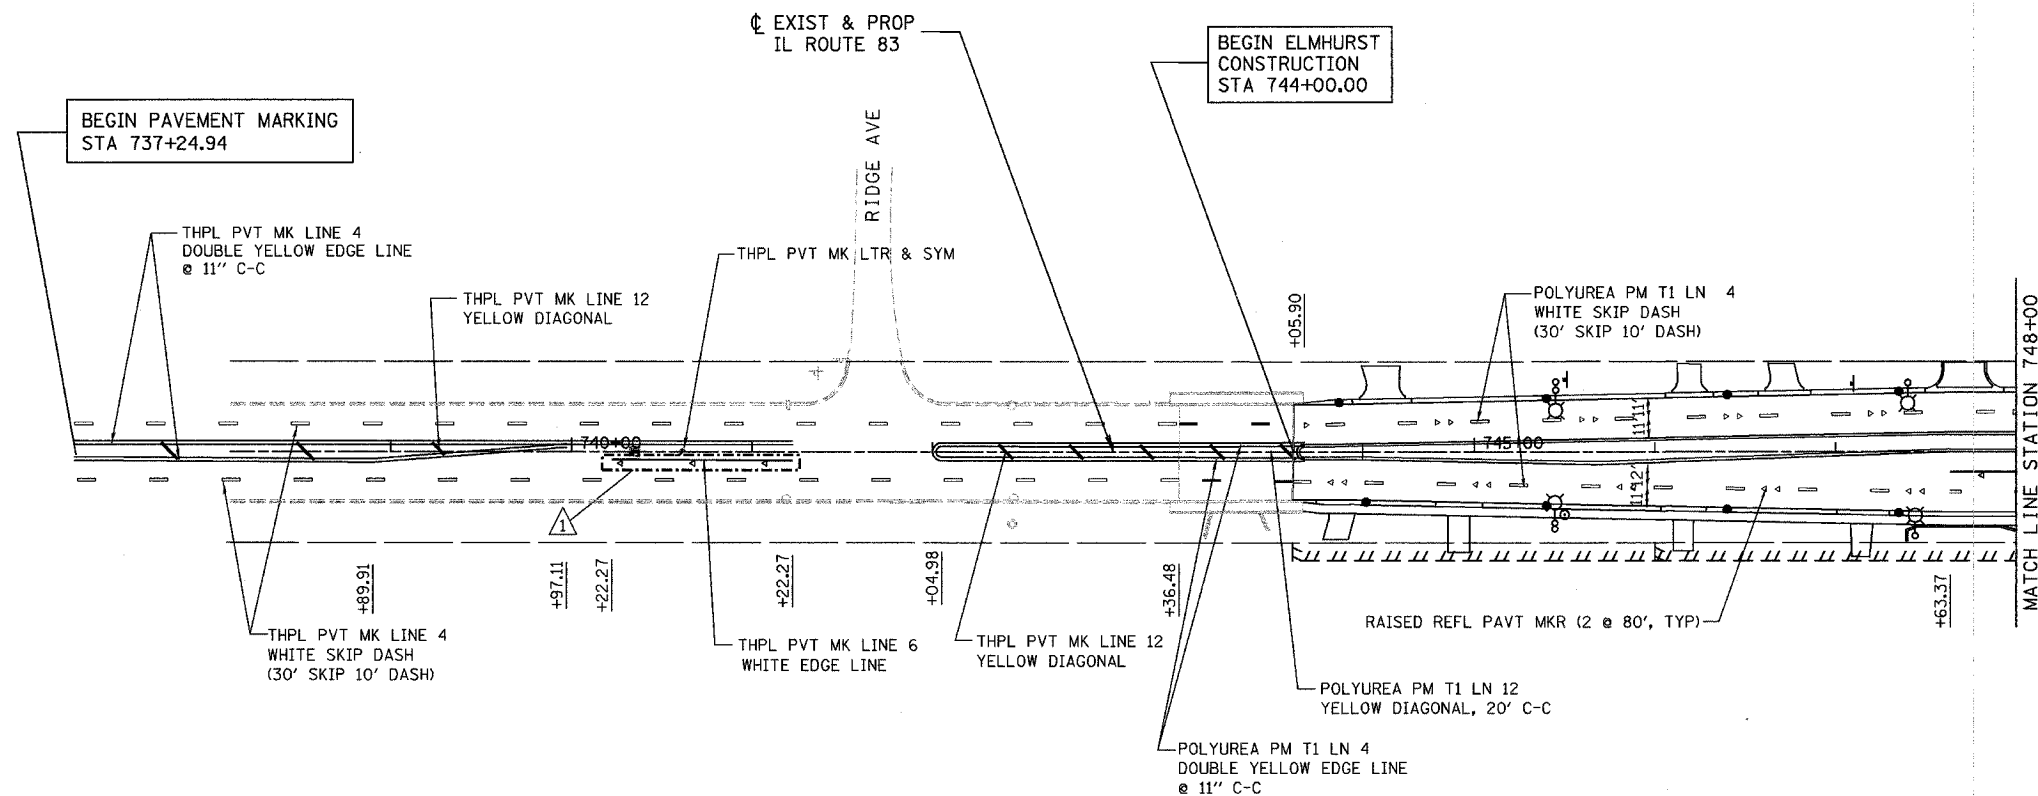 ℄ EXIST & PROP
IL ROUTE 83
BEGIN ELMHURST
CONSTRUCTION
STA 744+00.00
BEGIN PAVEMENT MARKING
STA 737+24.94
RIDGE AVE
THPL PVT MK LINE 4
DOUBLE YELLOW EDGE LINE
@ 11" C-C
THPL PVT MK LTR & SYM
THPL PVT MK LINE 12
YELLOW DIAGONAL
POLYUREA PM T1 LN 4
WHITE SKIP DASH
(30' SKIP 10' DASH)
+05.90
MATCH LINE STATION 748+00
740+00
745+00
11'
11'
11'
12'
1
+89.91
+97.11
+22.27
+22.27
+04.98
+36.48
+63.37
RAISED REFL PAVT MKR (2 @ 80', TYP)
THPL PVT MK LINE 4
WHITE SKIP DASH
(30' SKIP 10' DASH)
THPL PVT MK LINE 6
WHITE EDGE LINE
THPL PVT MK LINE 12
YELLOW DIAGONAL
POLYUREA PM T1 LN 12
YELLOW DIAGONAL, 20' C-C
POLYUREA PM T1 LN 4
DOUBLE YELLOW EDGE LINE
@ 11" C-C